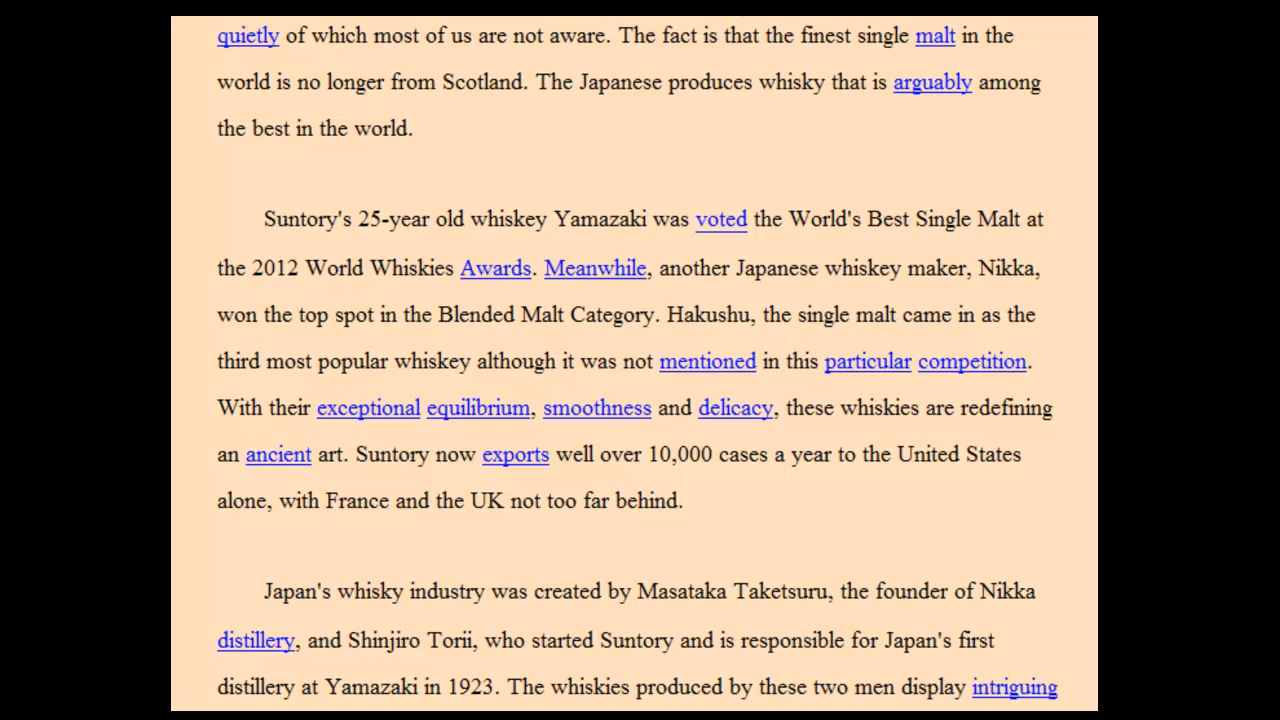 quietly of which most of us are not aware. The fact is that the finest single malt in the
world is no longer from Scotland. The Japanese produces whisky that is arguably among
the best in the world.
Suntory's 25-year old whiskey Yamazaki was voted the World's Best Single Malt at
the 2012 World Whiskies Awards. Meanwhile, another Japanese whiskey maker, Nikka,
won the top spot in the Blended Malt Category. Hakushu, the single malt came in as the
third most popular whiskey although it was not mentioned in this particular competition.
With their exceptional equilibrium, smoothness and delicacy, these whiskies are redefining
an ancient art. Suntory now exports well over 10,000 cases a year to the United States
alone, with France and the UK not too far behind.
Japan's whisky industry was created by Masataka Taketsuru, the founder of Nikka
distillery, and Shinjiro Torii, who started Suntory and is responsible for Japan's first
distillery at Yamazaki in 1923. The whiskies produced by these two men display intriguing